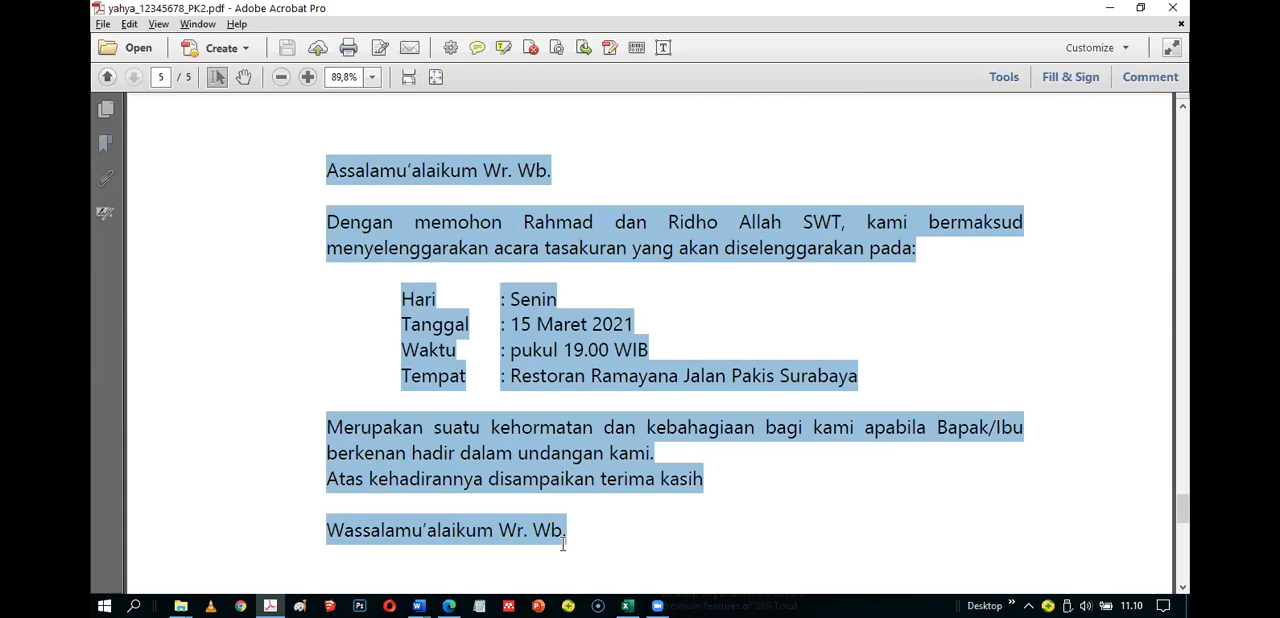 yahya_12345678_PK2.pdf - Adobe Acrobat Pro
File Edit View Window Help
Open Create Customize
5 / 5 89,8% Tools Fill & Sign Comment
Assalamu’alaikum Wr. Wb.
Dengan memohon Rahmad dan Ridho Allah SWT, kami bermaksud
menyelenggarakan acara tasakuran yang akan diselenggarakan pada:
Hari : Senin
Tanggal : 15 Maret 2021
Waktu : pukul 19.00 WIB
Tempat : Restoran Ramayana Jalan Pakis Surabaya
Merupakan suatu kehormatan dan kebahagiaan bagi kami apabila Bapak/Ibu
berkenan hadir dalam undangan kami.
Atas kehadirannya disampaikan terima kasih
Wassalamu’alaikum Wr. Wb.
Desktop 11.10